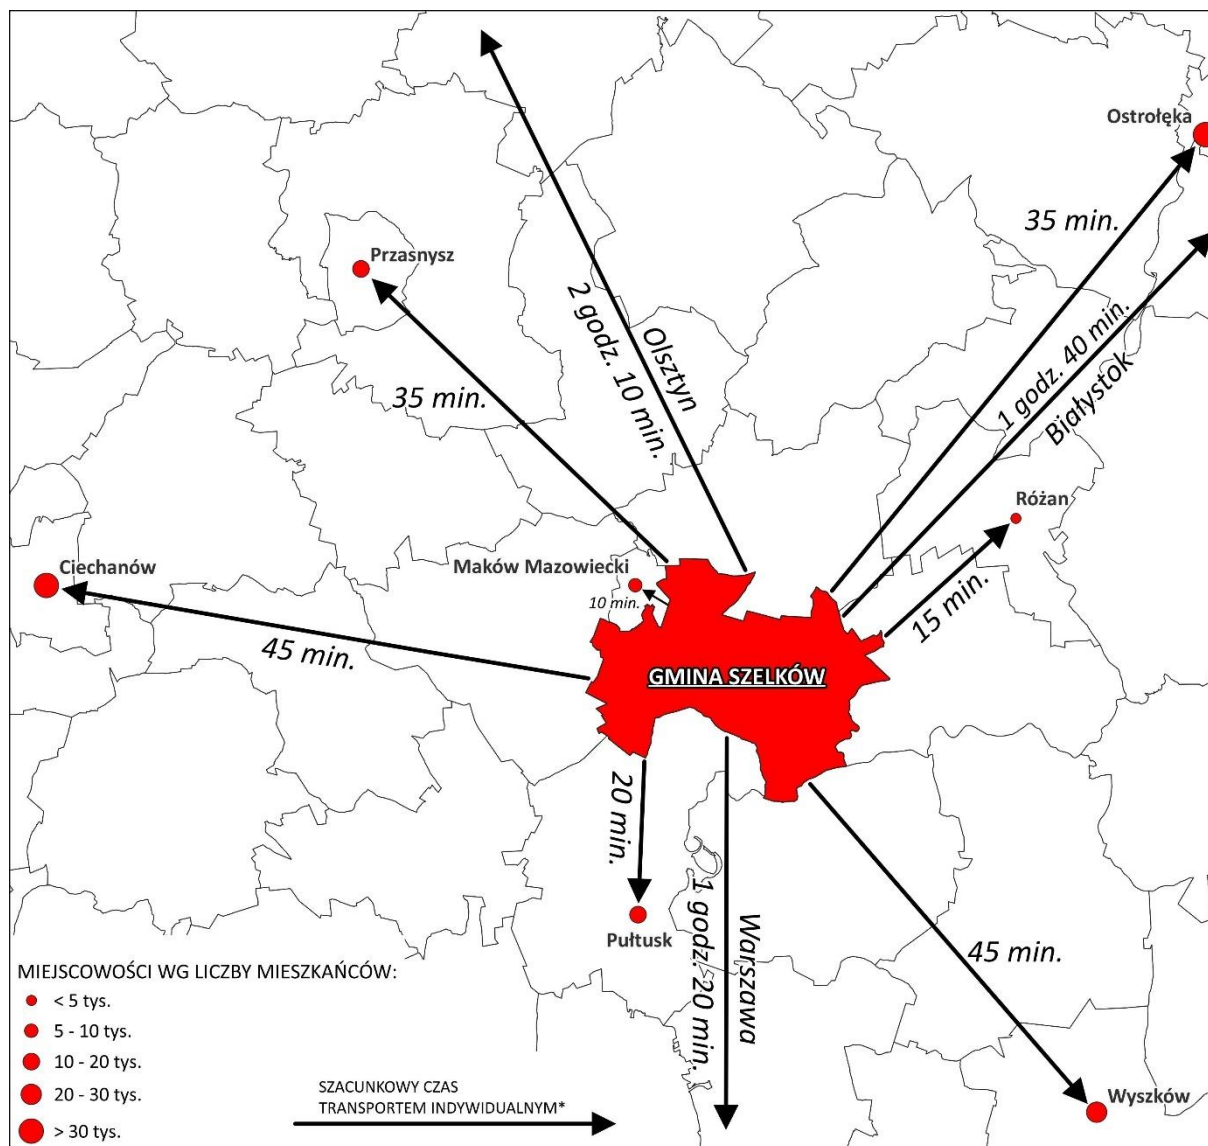 Ostrołęka
35 min.
Przasnysz
2 godz. 10 min.
Olsztyn
1 godz. 40 min.
Białystok
35 min.
Różan
Ciechanów
Maków Mazowiecki
10 min.
15 min.
45 min.
GMINA SZELKÓW
20 min.
1 godz. 20 min.
Warszawa
Pułtusk
45 min.
Wyszków
MIEJSCOWOŚCI WG LICZBY MIESZKAŃCÓW:
< 5 tys.
5 - 10 tys.
10 - 20 tys.
20 - 30 tys.
> 30 tys.
SZACUNKOWY CZAS
TRANSPORTEM INDYWIDUALNYM*